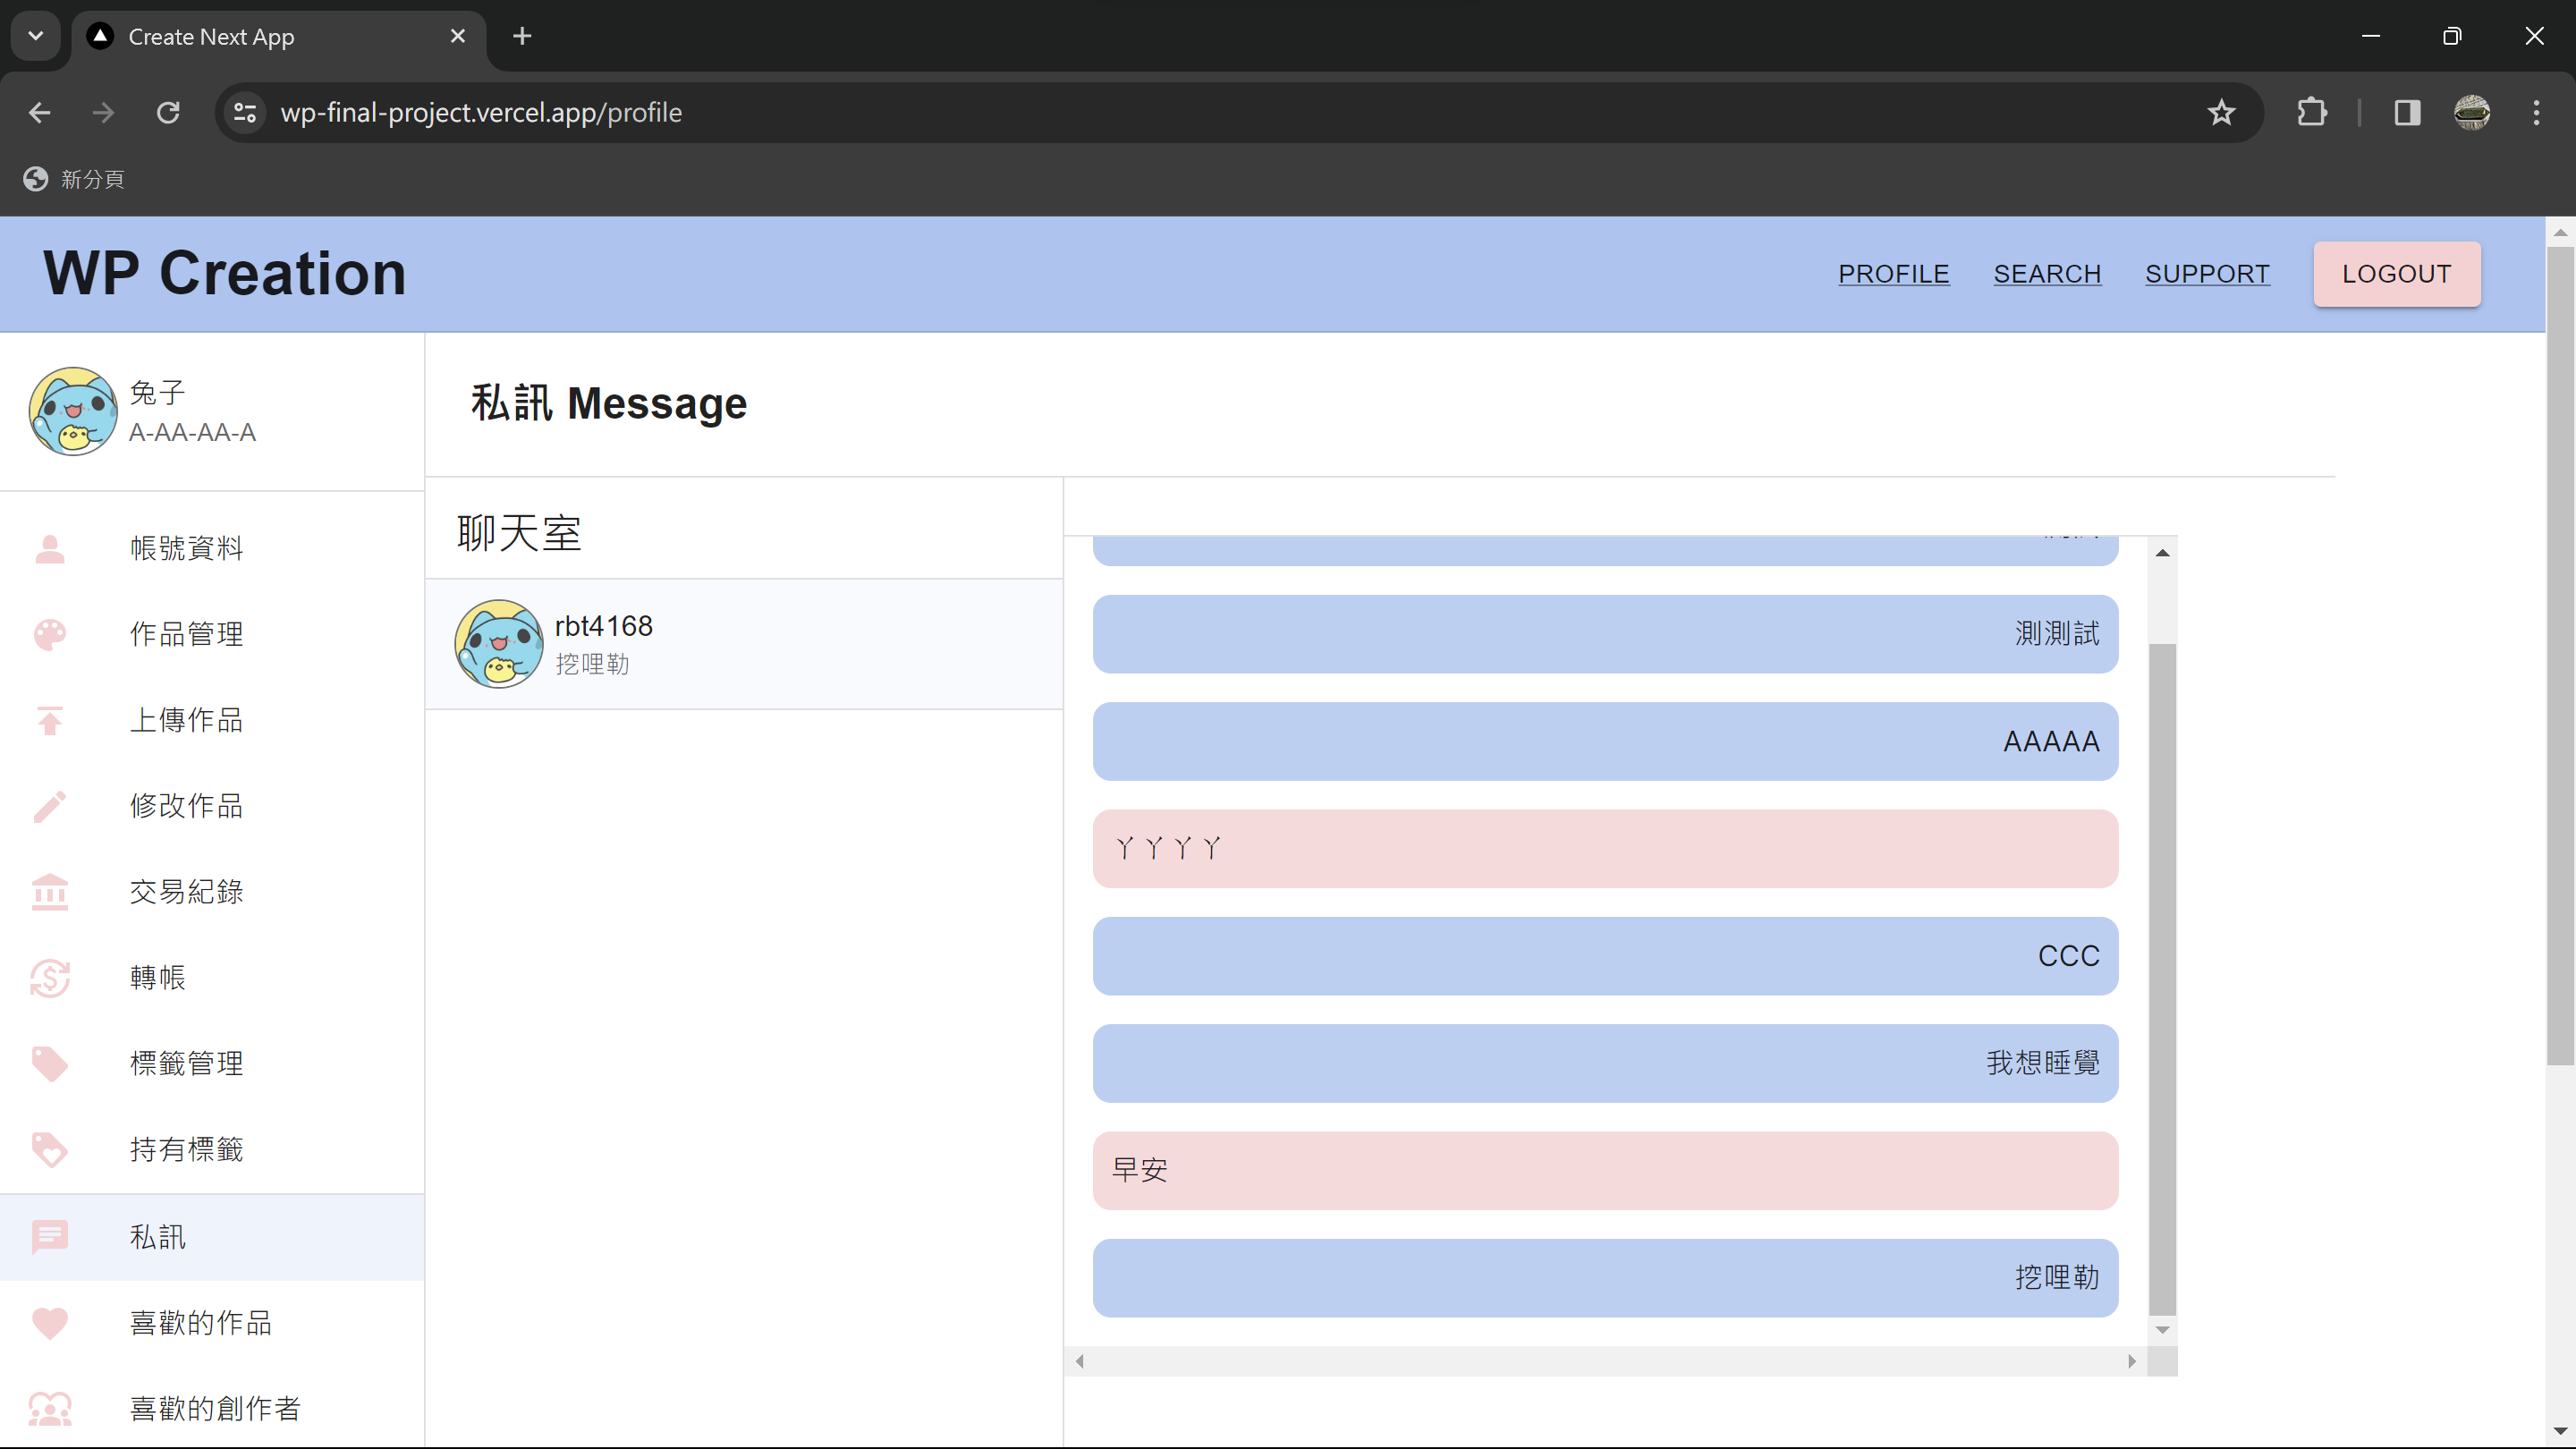 Create Next App
wp-final-project.vercel.app/profile
新分頁
WP Creation
PROFILE
SEARCH
SUPPORT
LOGOUT
兔子
A-AA-AA-A
帳號資料
作品管理
上傳作品
修改作品
交易紀錄
轉帳
標籤管理
持有標籤
私訊
喜歡的作品
喜歡的創作者
私訊 Message
聊天室
rbt4168
挖哩勒
測測試
AAAAA
ㄚㄚㄚㄚ
CCC
我想睡覺
早安
挖哩勒